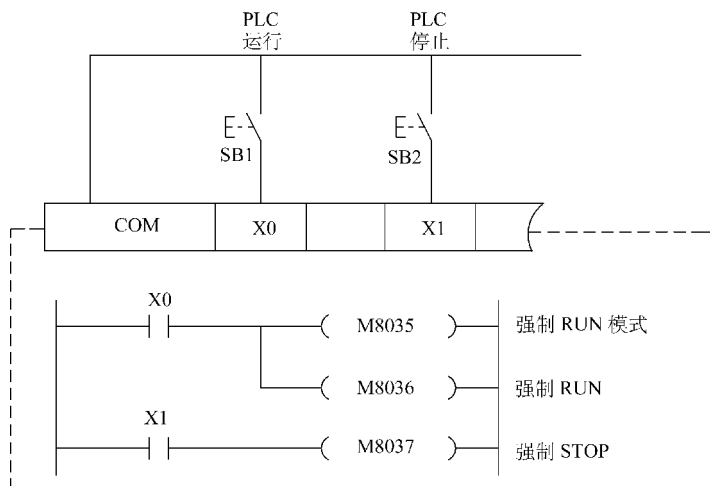 PLC
运行
PLC
停止
SB1
SB2
COM
X0
X1
X0
M8035
强制 RUN 模式
M8036
强制 RUN
X1
M8037
强制 STOP